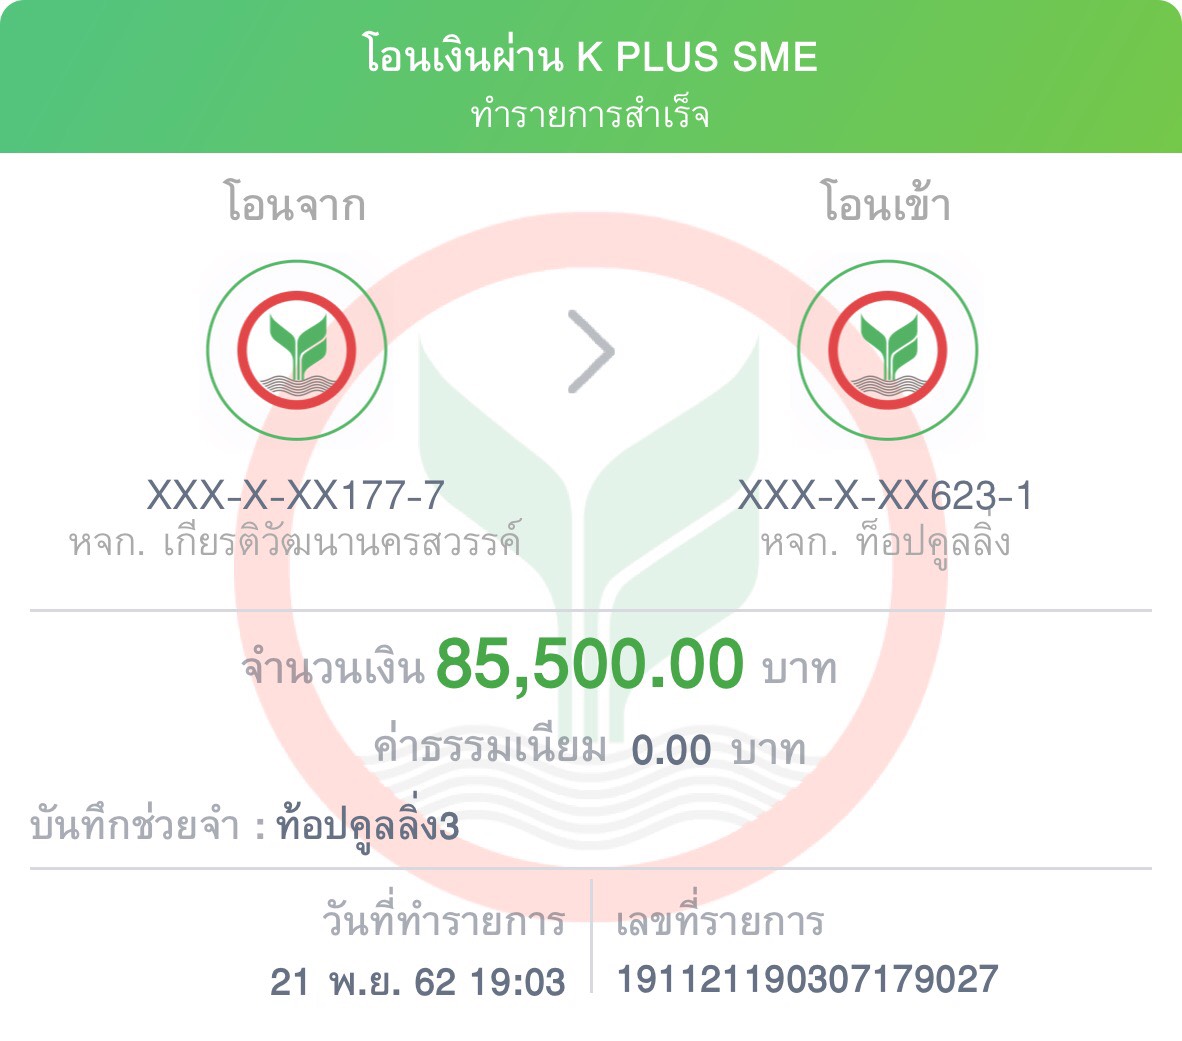 โอนเงินผ่าน K PLUS SME
ทำรายการสำเร็จ
โอนจาก
โอนเข้า
XXX-X-XX177-7
หจก. เกียรติวัฒนานครสวรรค์
XXX-X-XX623-1
หจก. ท็อปคูลลิ่ง
จำนวนเงิน 85,500.00 บาท
ค่าธรรมเนียม 0.00 บาท
บันทึกช่วยจำ : ท้อปคูลลิ่ง3
วันที่ทำรายการ
21 พ.ย. 62 19:03
เลขที่รายการ
191121190307179027